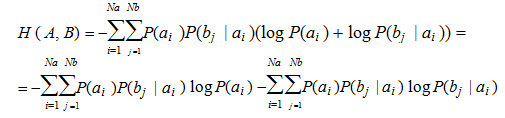 H ( A, B) = −∑_{i=1}^{Na} ∑_{j=1}^{Nb} P(a_i )P(b_j | a_i )(log P(a_i ) + log P(b_j | a_i )) =
= −∑_{i=1}^{Na} ∑_{j=1}^{Nb} P(a_i )P(b_j | a_i ) log P(a_i ) −∑_{i=1}^{Na} ∑_{j=1}^{Nb} P(a_i )P(b_j | a_i ) log P(b_j | a_i )